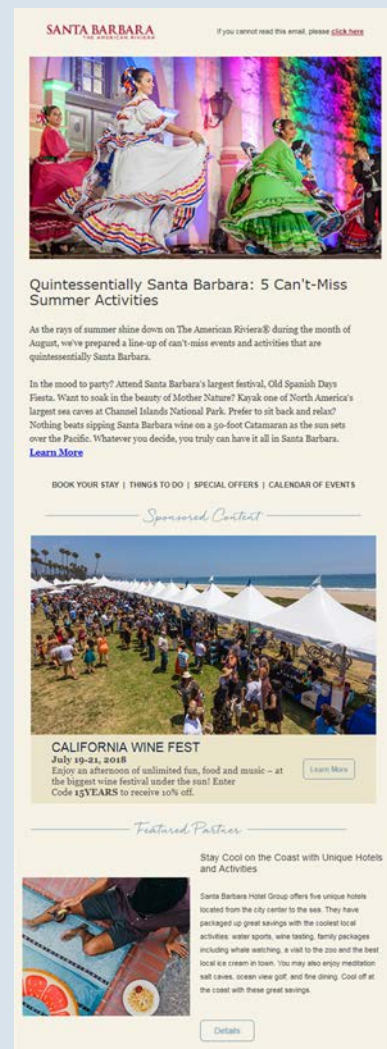 SANTA BARBARA
THE AMERICAN RIVIERA
If you cannot read this email, please click here
Quintessentially Santa Barbara: 5 Can't-Miss
Summer Activities
As the rays of summer shine down on The American Riviera® during the month of
August, we've prepared a line-up of can't-miss events and activities that are
quintessentially Santa Barbara.
In the mood to party? Attend Santa Barbara's largest festival, Old Spanish Days
Fiesta. Want to soak in the beauty of Mother Nature? Kayak one of North America's
largest sea caves at Channel Islands National Park. Prefer to sit back and relax?
Nothing beats sipping Santa Barbara wine on a 50-foot Catamaran as the sun sets
over the Pacific. Whatever you decide, you truly can have it all in Santa Barbara.
Learn More
BOOK YOUR STAY | THINGS TO DO | SPECIAL OFFERS | CALENDAR OF EVENTS
Sponsored Content
CALIFORNIA WINE FEST
July 19-21, 2018
Enjoy an afternoon of unlimited fun, food and music – at
the biggest wine festival under the sun! Enter
Code 15YEARS to receive 10% off.
Learn More
Featured Partner
Stay Cool on the Coast with Unique Hotels
and Activities
Santa Barbara Hotel Group offers five unique hotels
located from the city center to the sea. They have
packaged up great savings with the coolest local
activities: water sports, wine tasting, family packages
including whale watching, a visit to the zoo and the best
local ice cream in town. You may also enjoy meditation
salt caves, ocean view golf, and fine dining. Cool off at
the coast with these great savings.
Details